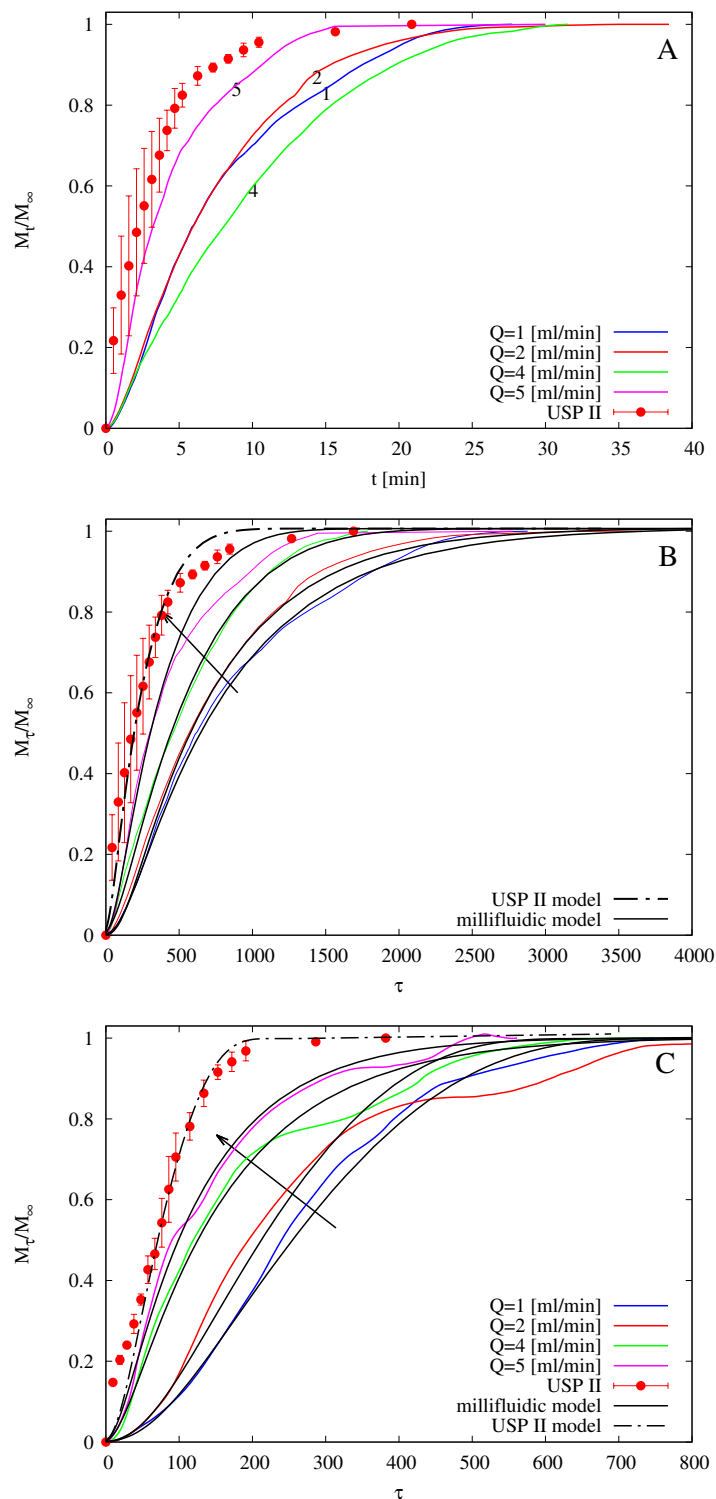 A
M_t/M_∞
1
0.8
0.6
0.4
0.2
0
5
2
1
4
Q=1 [ml/min]
Q=2 [ml/min]
Q=4 [ml/min]
Q=5 [ml/min]
USP II
0 5 10 15 20 25 30 35 40
t [min]
B
M_τ/M_∞
1
0.8
0.6
0.4
0.2
0
USP II model
millifluidic model
0 500 1000 1500 2000 2500 3000 3500 4000
τ
C
M_τ/M_∞
1
0.8
0.6
0.4
0.2
0
Q=1 [ml/min]
Q=2 [ml/min]
Q=4 [ml/min]
Q=5 [ml/min]
USP II
millifluidic model
USP II model
0 100 200 300 400 500 600 700 800
τ